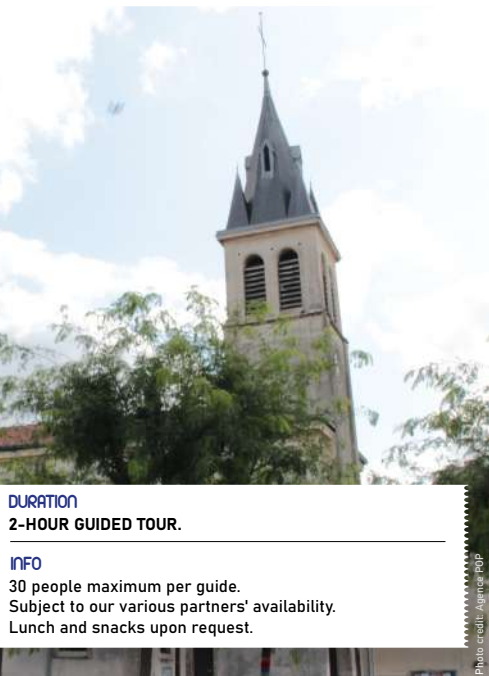 DURATION
2-HOUR GUIDED TOUR.
INFO
30 people maximum per guide.
Subject to our various partners' availability.
Lunch and snacks upon request.
Photo credit: Agence POP